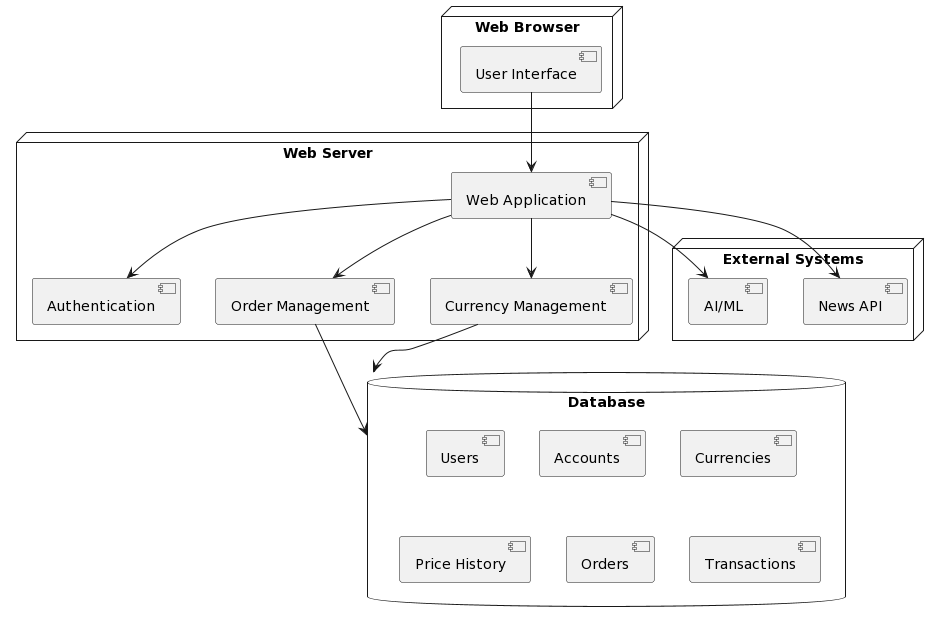 Web Browser
User Interface
Web Server
Web Application
External Systems
Authentication
Order Management
Currency Management
AI/ML
News API
Database
Users
Accounts
Currencies
Price History
Orders
Transactions